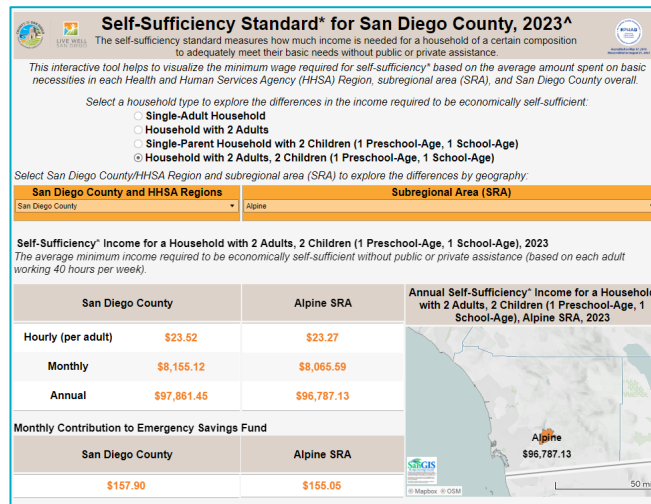 LIVE WELL
SAN DIEGO
Self-Sufficiency Standard* for San Diego County, 2023^
The self-sufficiency standard measures how much income is needed for a household of a certain composition
to adequately meet their basic needs without public or private assistance.
This interactive tool helps to visualize the minimum wage required for self-sufficiency* based on the average amount spent on basic
necessities in each Health and Human Services Agency (HHSA) Region, subregional area (SRA), and San Diego County overall.
Select a household type to explore the differences in the income required to be economically self-sufficient:
Single-Adult Household
Household with 2 Adults
Single-Parent Household with 2 Children (1 Preschool-Age, 1 School-Age)
Household with 2 Adults, 2 Children (1 Preschool-Age, 1 School-Age)
Select San Diego County/HHSA Region and subregional area (SRA) to explore the differences by geography:
San Diego County and HHSA Regions
Subregional Area (SRA)
San Diego County
Alpine
Self-Sufficiency* Income for a Household with 2 Adults, 2 Children (1 Preschool-Age, 1 School-Age), 2023
The average minimum income required to be economically self-sufficient without public or private assistance (based on each adult
working 40 hours per week).
San Diego County Alpine SRA
Hourly (per adult) $23.52 $23.27
Monthly $8,155.12 $8,065.59
Annual $97,861.45 $96,787.13
Monthly Contribution to Emergency Savings Fund
San Diego County Alpine SRA
$157.90 $155.05
Annual Self-Sufficiency* Income for a Household
with 2 Adults, 2 Children (1 Preschool-Age, 1
School-Age), Alpine SRA, 2023
Alpine
$96,787.13
SanGIS
© Mapbox © OSM
50 mi